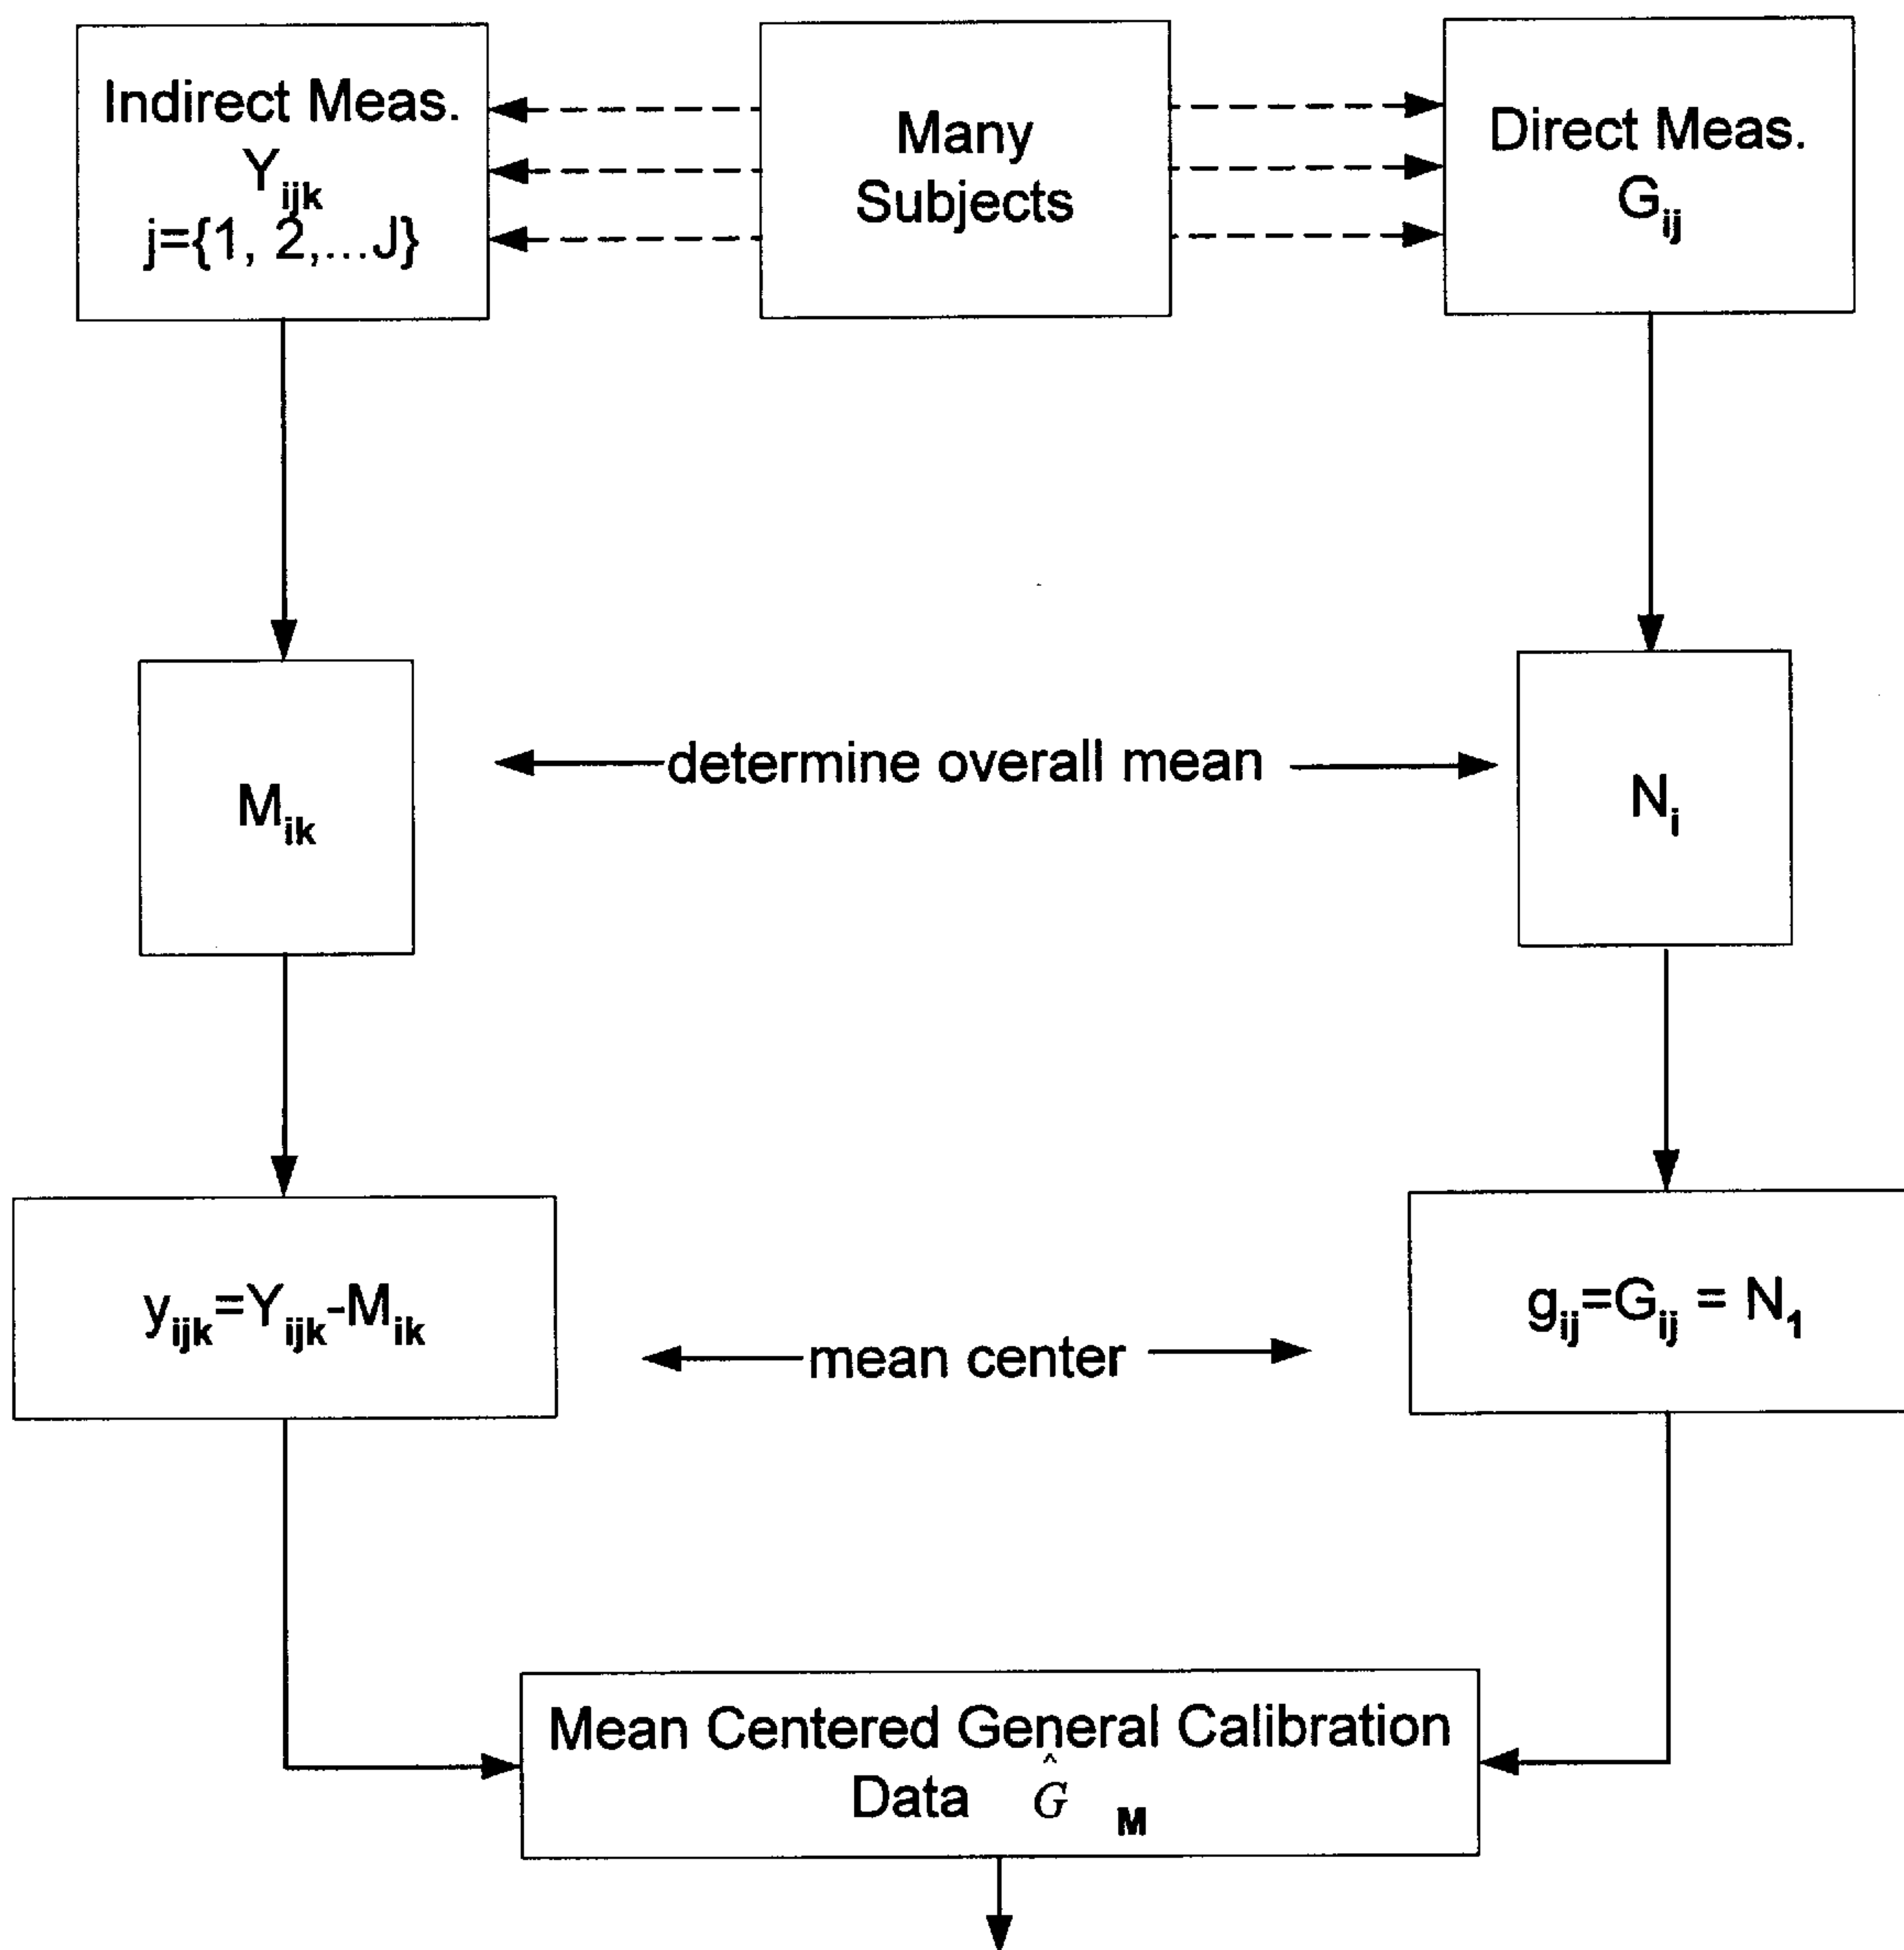 Indirect Meas.
Y_ijk
j={1, 2,...J}
Many
Subjects
Direct Meas.
G_ij
M_ik
determine overall mean
N_i
y_ijk=Y_ijk-M_ik
mean center
g_ij=G_ij = N_1
Mean Centered General Calibration
Data Ĝ M